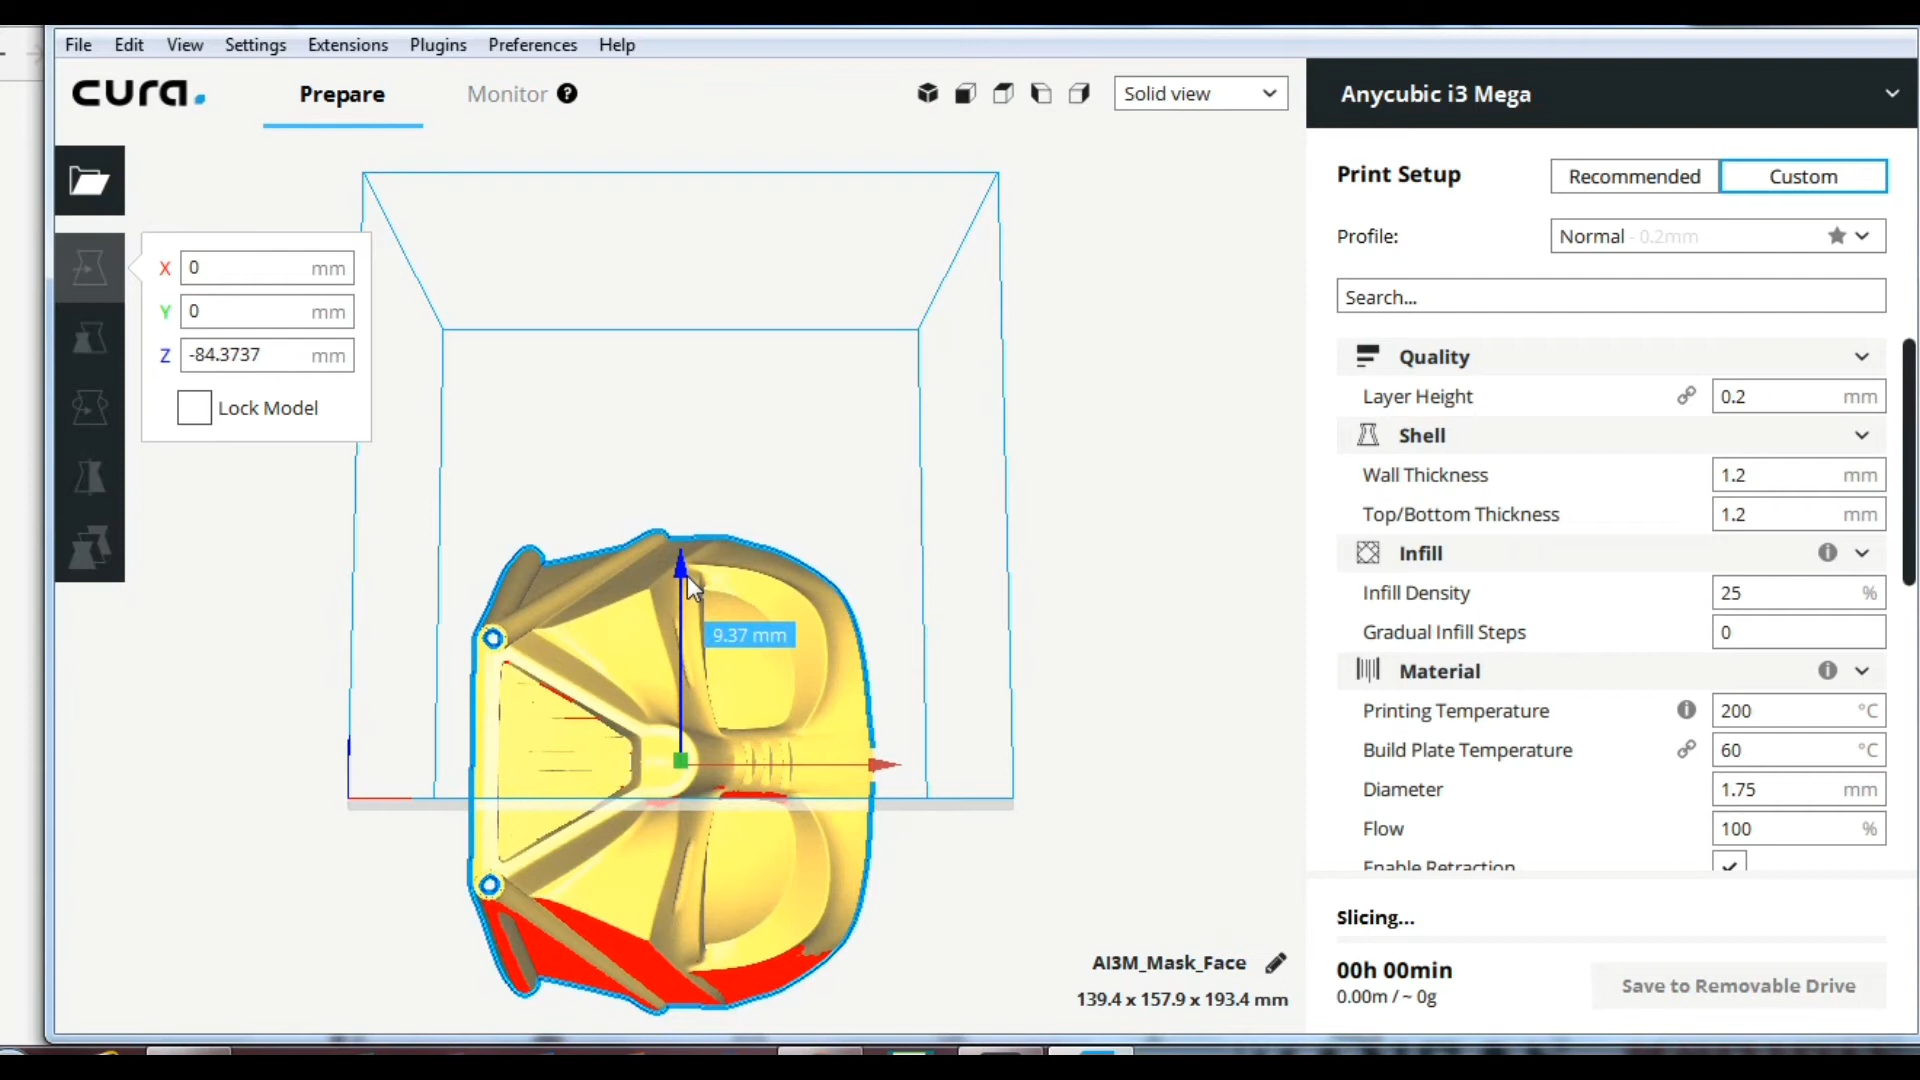 File Edit View Settings Extensions Plugins Preferences Help
cura.
Prepare
Monitor ?
Solid view
Anycubic i3 Mega
Print Setup
Recommended
Custom
Profile:
Normal - 0.2mm
Search...
X 0 mm
Y 0 mm
Z -84.3737 mm
Lock Model
Quality
Layer Height 0.2 mm
Shell
Wall Thickness 1.2 mm
Top/Bottom Thickness 1.2 mm
Infill
Infill Density 25 %
Gradual Infill Steps 0
Material
Printing Temperature 200 °C
Build Plate Temperature 60 °C
Diameter 1.75 mm
Flow 100 %
Enable Retraction
9.37 mm
AI3M_Mask_Face
139.4 x 157.9 x 193.4 mm
Slicing...
00h 00min
0.00m / ~ 0g
Save to Removable Drive